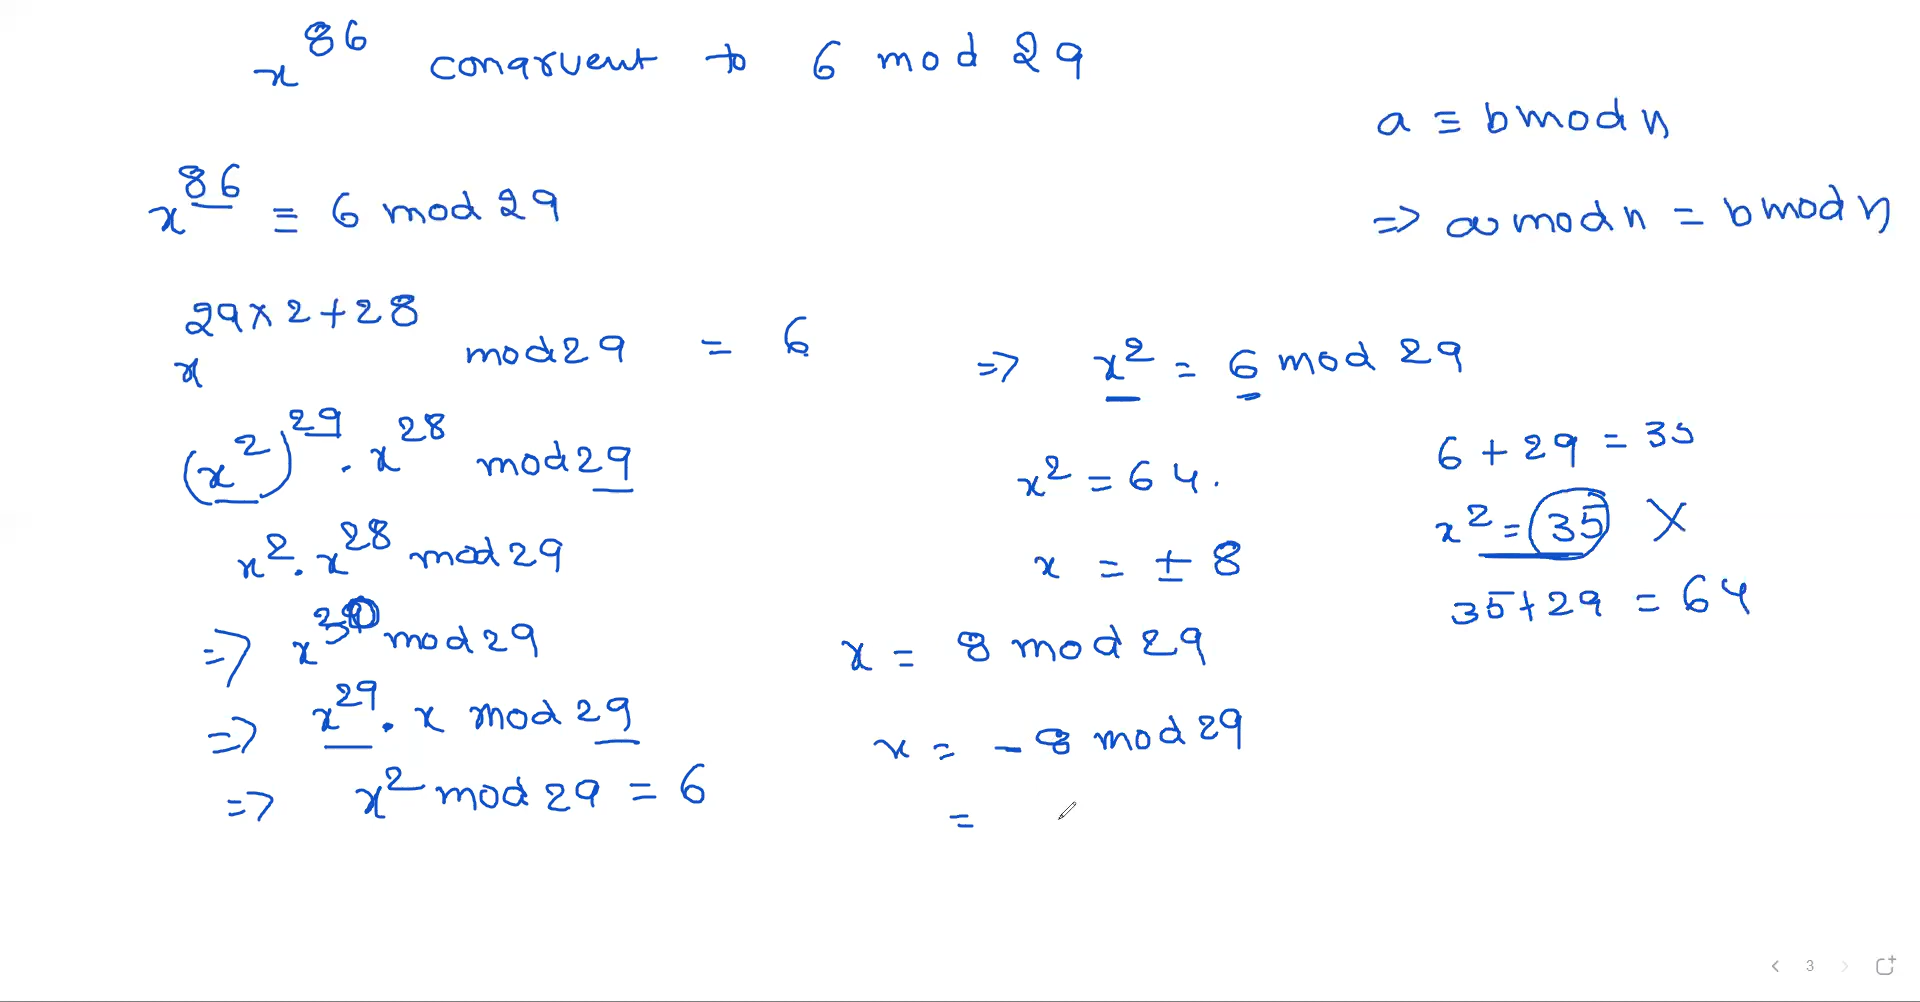 x^86 conqruent to 6 mod 29
x^86 ≡ 6 mod 29
x^29×2+28 mod 29 = 6
(x^2)^29 . x^28 mod 29
x^2 . x^28 mod 29
=> x^30 mod 29
=> x^29 . x mod 29
=> x^2 mod 29 = 6
=> x^2 = 6 mod 29
x^2 = 64.
x = ± 8
x = 8 mod 29
x = -8 mod 29
=
a ≡ b mod n
=> a mod n = b mod n
6 + 29 = 35
x^2 = 35 X
35+29 = 64
3